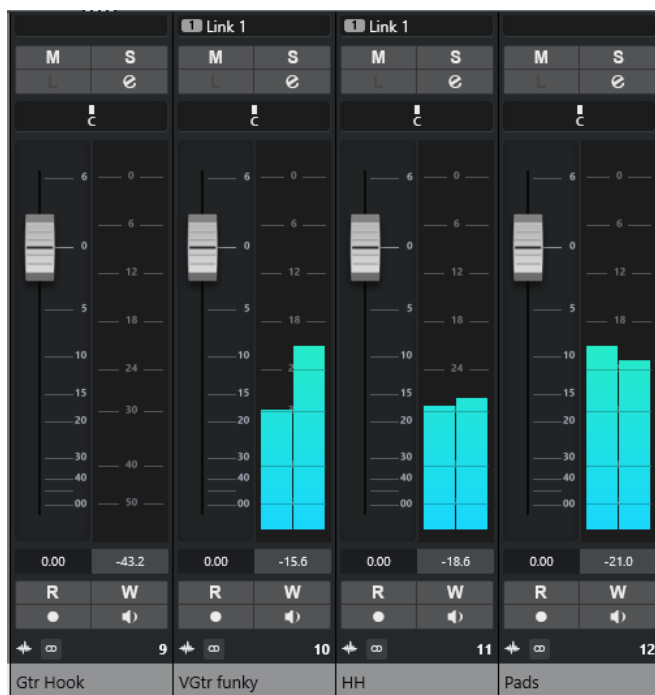 1 Link 1 1 Link 1
M S M S M S M S
L L L L
C C C C
6 0 6 0 6 0 6 0
6 6 6 6
0 0 0 0
12 12 12 12
5 5 5 5
18 18 18 18
10 10 10 10
24 24
15 15 15 15
30
20 20 20 20
30 30 30 30
40 40 40 40 40
50
00 00 00 00
0.00 -43.2 0.00 -15.6 0.00 -18.6 0.00 -21.0
R W R W R W R W
9 10 11 12
Gtr Hook VGtr funky HH Pads